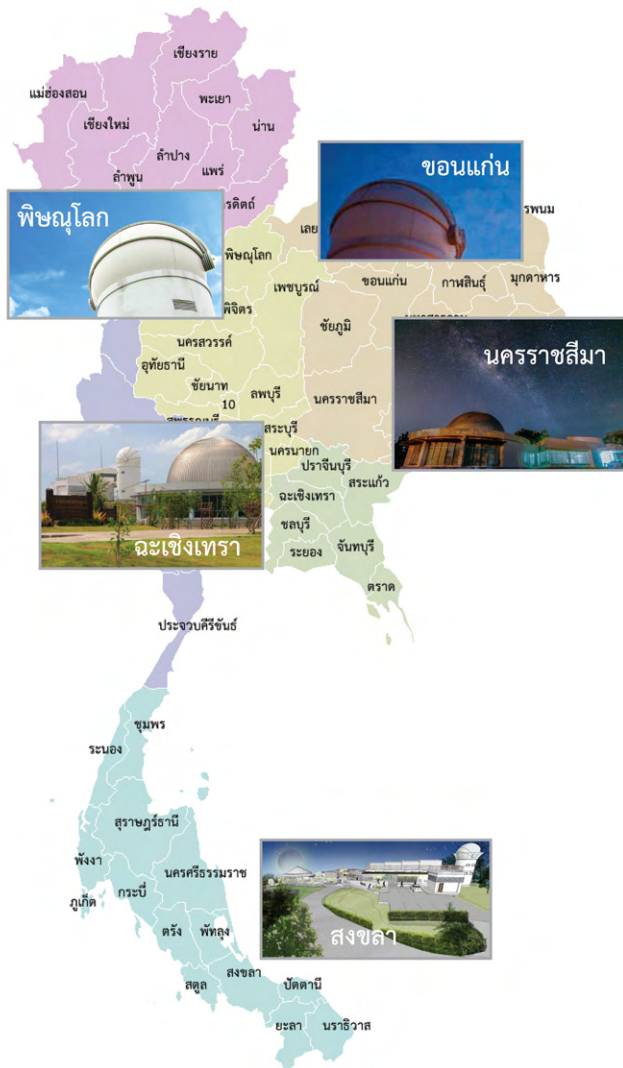 เชียงราย
แม่ฮ่องสอน
พะเยา
เชียงใหม่
น่าน
ลำปาง
แพร่
ลำพูน
ขอนแก่น
รดิตถ์
พิษณุโลก
รพนม
เลย
พิษณุโลก
เพชบูรณ์
ขอนแก่น
กาฬสินธุ์
มุกดาหาร
พิจิตร
ชัยภูมิ
นครสวรรค์
นครราชสีมา
อุทัยธานี
ชัยนาท
ลพบุรี
นครราชสีมา
10
สระบุรี
นครนายก
ปราจีนบุรี
สระแก้ว
ฉะเชิงเทรา
ชลบุรี
ฉะเชิงเทรา
ระยอง
จันทบุรี
ตราด
ประจวบคีรีขันธ์
ชุมพร
ระนอง
สุราษฎร์ธานี
พังงา
นครศรีธรรมราช
กระบี่
ภูเก็ต
ตรัง
พัทลุง
สงขลา
สงขลา
สตูล
ปัตตานี
ยะลา
นราธิวาส